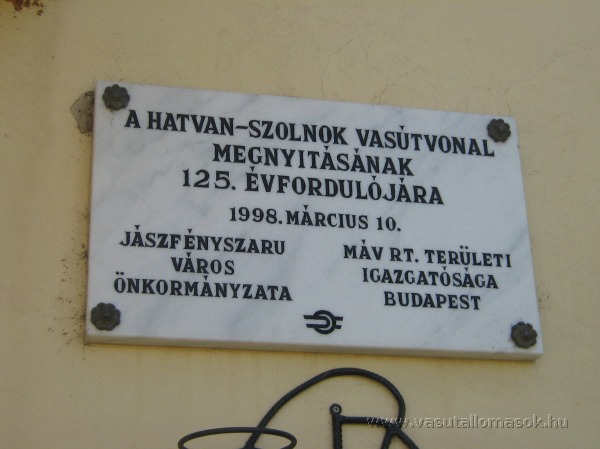 A HATVAN-SZOLNOK VASÚTVONAL
MEGNYITÁSÁNAK
125. ÉVFORDULÓJÁRA
1998. MÁRCIUS 10.
JÁSZFÉNYSZARU
VÁROS
ÖNKORMÁNYZATA
MÁV RT. TERÜLETI
IGAZGATÓSÁGA
BUDAPEST
www.vasutallomasok.hu